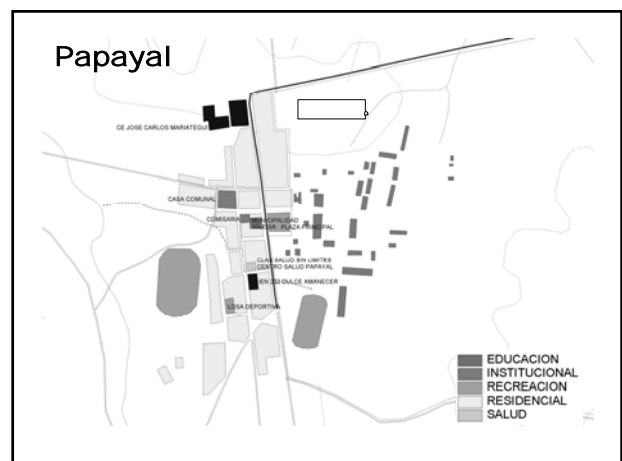 Papayal
CE JOSE CARLOS MARIATEGUI
CASA COMUNAL
COMISARIA
MUNICIPALIDAD
PLAZA PRINCIPAL
CLAS SALUD SIN LIMITES
CENTRO SALUD PAPAYAL
DULCE AMANECER
LOSA DEPORTIVA
EDUCACION
INSTITUCIONAL
RECREACION
RESIDENCIAL
SALUD